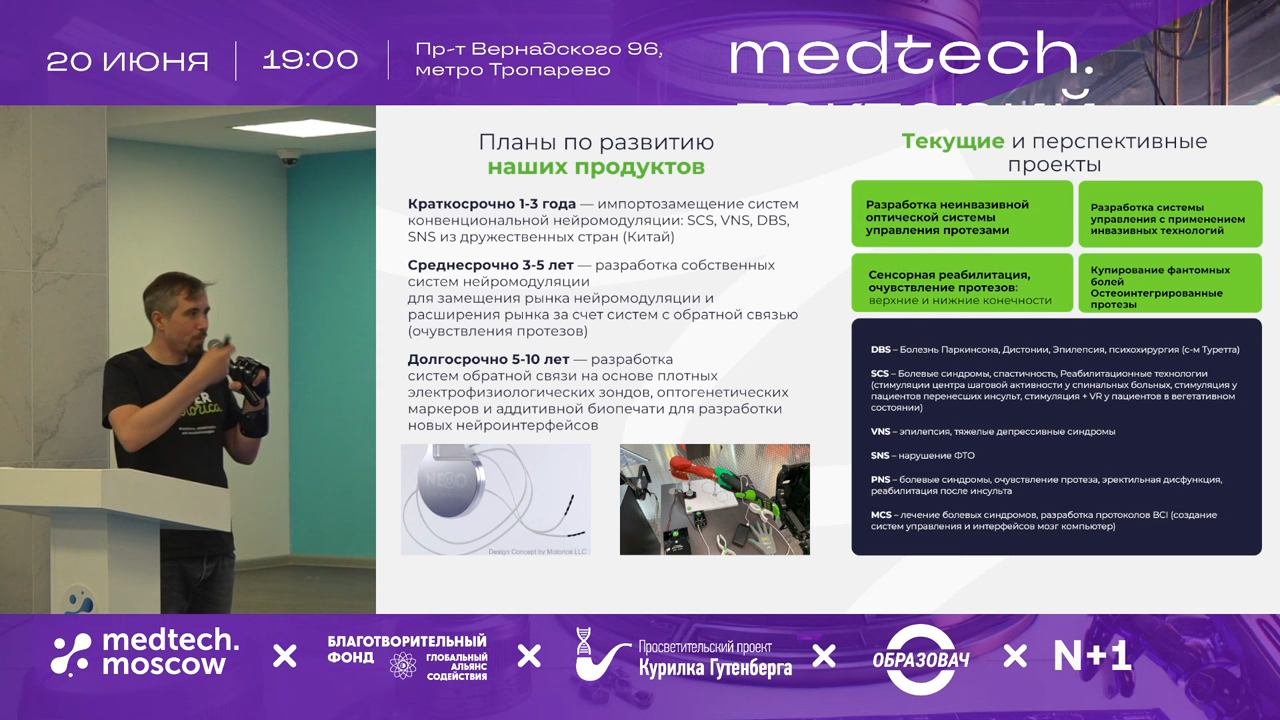 20 ИЮНЯ
19:00
Пр-т Вернадского 96,
метро Тропарево
medtech.
лекторий
Планы по развитию
наших продуктов
Краткосрочно 1-3 года — импортозамещение систем
конвенциональной нейромодуляции: SCS, VNS, DBS,
SNS из дружественных стран (Китай)
Среднесрочно 3-5 лет — разработка собственных
систем нейромодуляции
для замещения рынка нейромодуляции и
расширения рынка за счет систем с обратной связью
(очувствления протезов)
Долгосрочно 5-10 лет — разработка
систем обратной связи на основе плотных
электрофизиологических зондов, оптогенетических
маркеров и аддитивной биопечати для разработки
новых нейроинтерфейсов
NEURO
Design Concept by Motorica LLC
Текущие и перспективные
проекты
Разработка неинвазивной
оптической системы
управления протезами
Разработка системы
управления с применением
инвазивных технологий
Сенсорная реабилитация,
очувствление протезов:
верхние и нижние конечности
Купирование фантомных
болей
Остеоинтегрированные
протезы
DBS – Болезнь Паркинсона, Дистонии, Эпилепсия, психохирургия (с-м Туретта)
SCS – Болевые синдромы, спастичность, Реабилитационные технологии
(стимуляции центра шаговой активности у спинальных больных, стимуляция у
пациентов перенесших инсульт, стимуляция + VR у пациентов в вегетативном
состоянии)
VNS – эпилепсия, тяжелые депрессивные синдромы
SNS – нарушение ФТО
PNS – болевые синдромы, очувствление протеза, эректильная дисфункция,
реабилитация после инсульта
MCS – лечение болевых синдромов, разработка протоколов BCI (создание
систем управления и интерфейсов мозг компьютер)
medtech.
moscow
БЛАГОТВОРИТЕЛЬНЫЙ
ФОНД
ГЛОБАЛЬНЫЙ
АЛЬЯНС
СОДЕЙСТВИЯ
Просветительский проект
Курилка Гутенберга
ОБРАЗОВАЧ
N+1